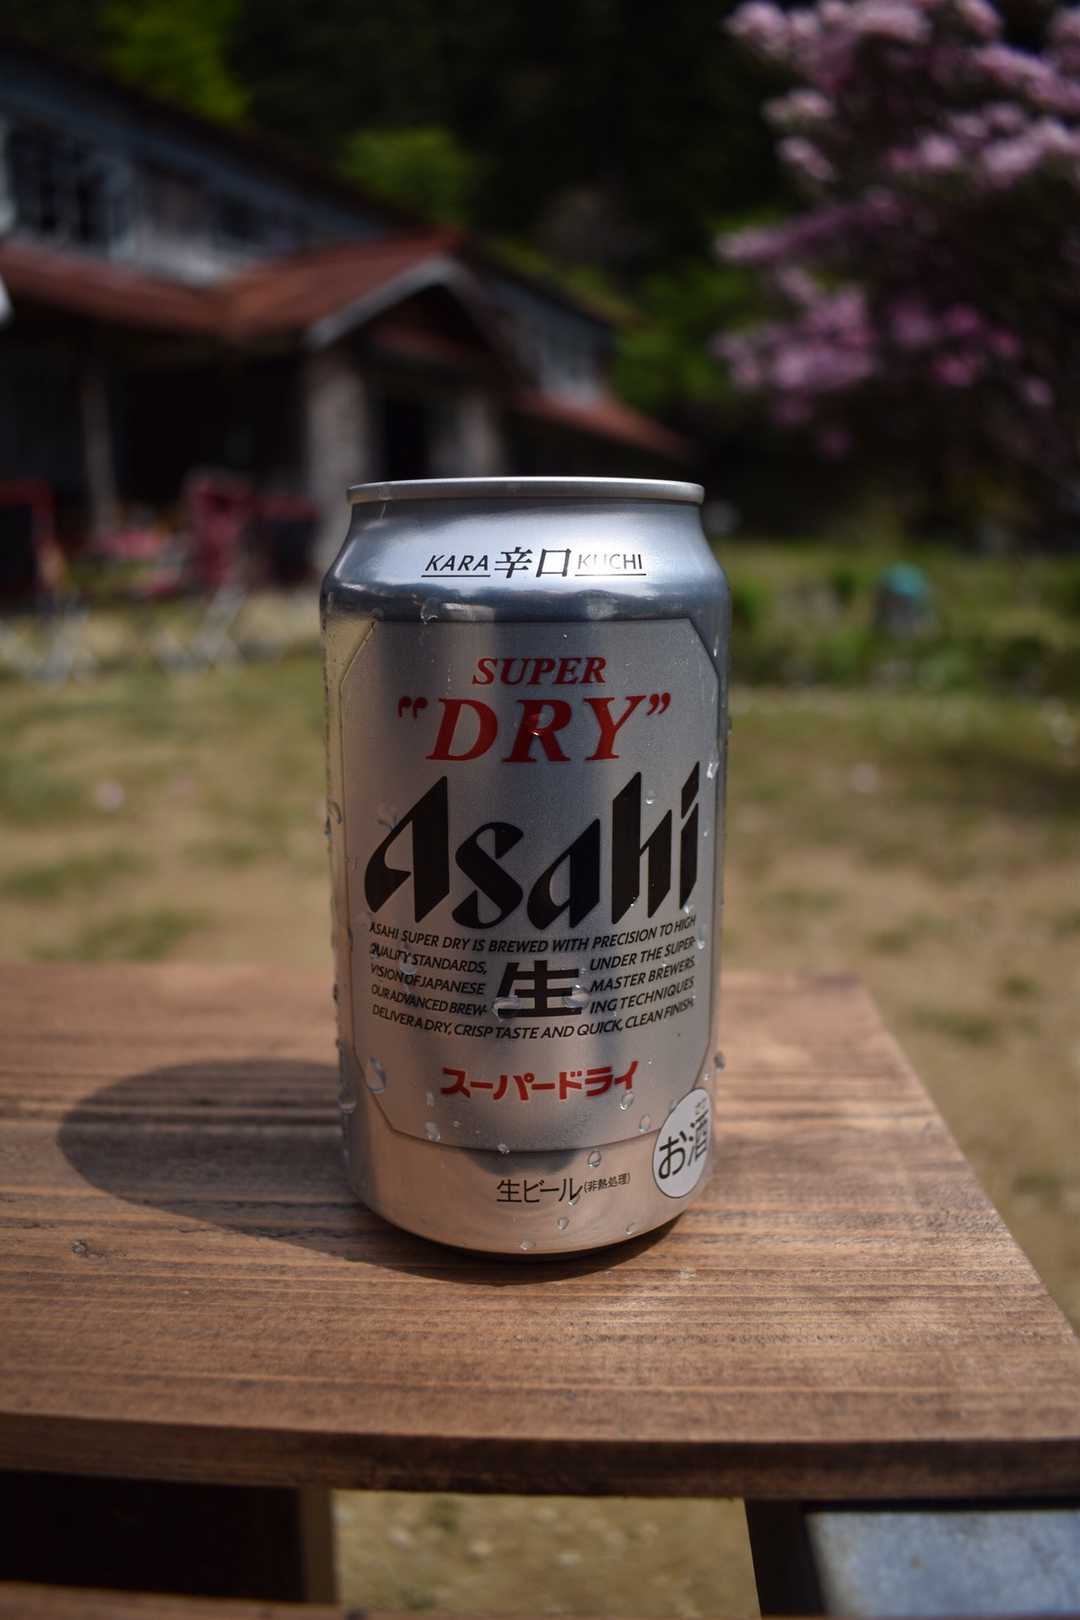 KARA 辛口 KUCHI
SUPER
"DRY"
Asahi
ASAHI SUPER DRY IS BREWED WITH PRECISION TO HIGH
QUALITY STANDARDS, UNDER THE SUPER-
VISION OF JAPANESE 生 MASTER BREWERS.
OUR ADVANCED BREW- ING TECHNIQUES
DELIVER A DRY, CRISP TASTE AND QUICK, CLEAN FINISH.
スーパードライ
お酒
生ビール(非熱処理)